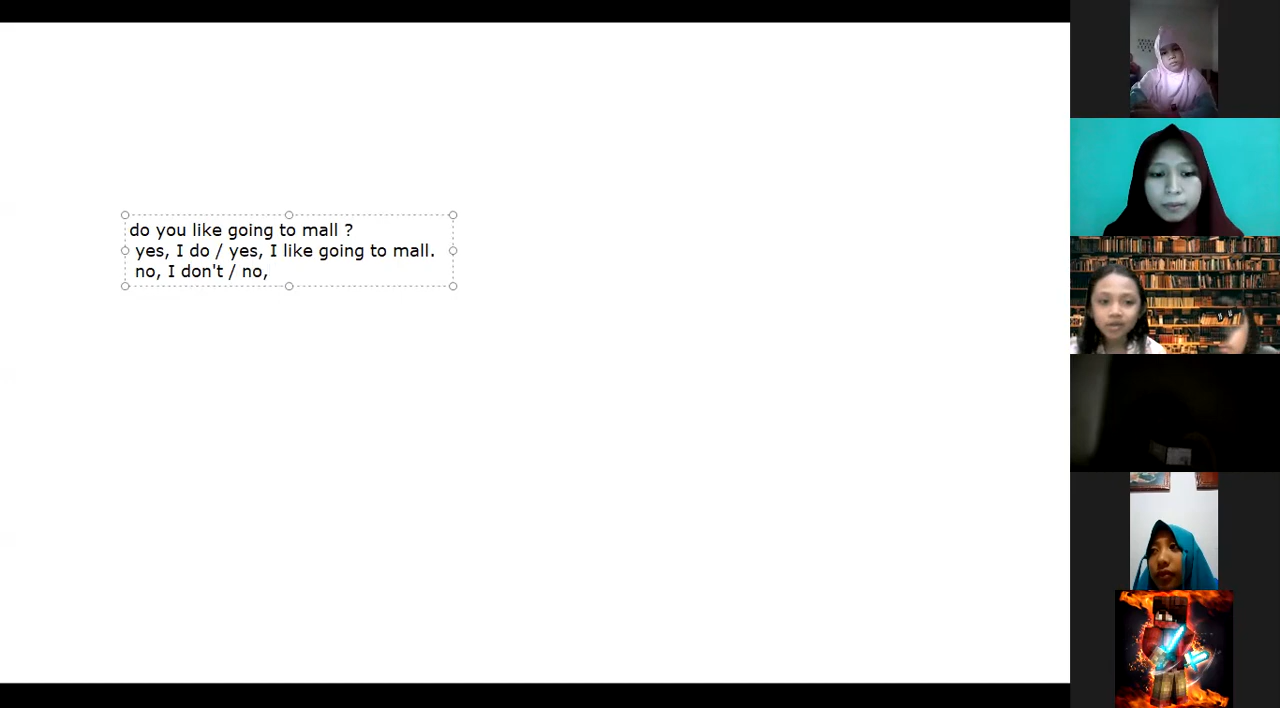 do you like going to mall ?
yes, I do / yes, I like going to mall.
no, I don't / no,